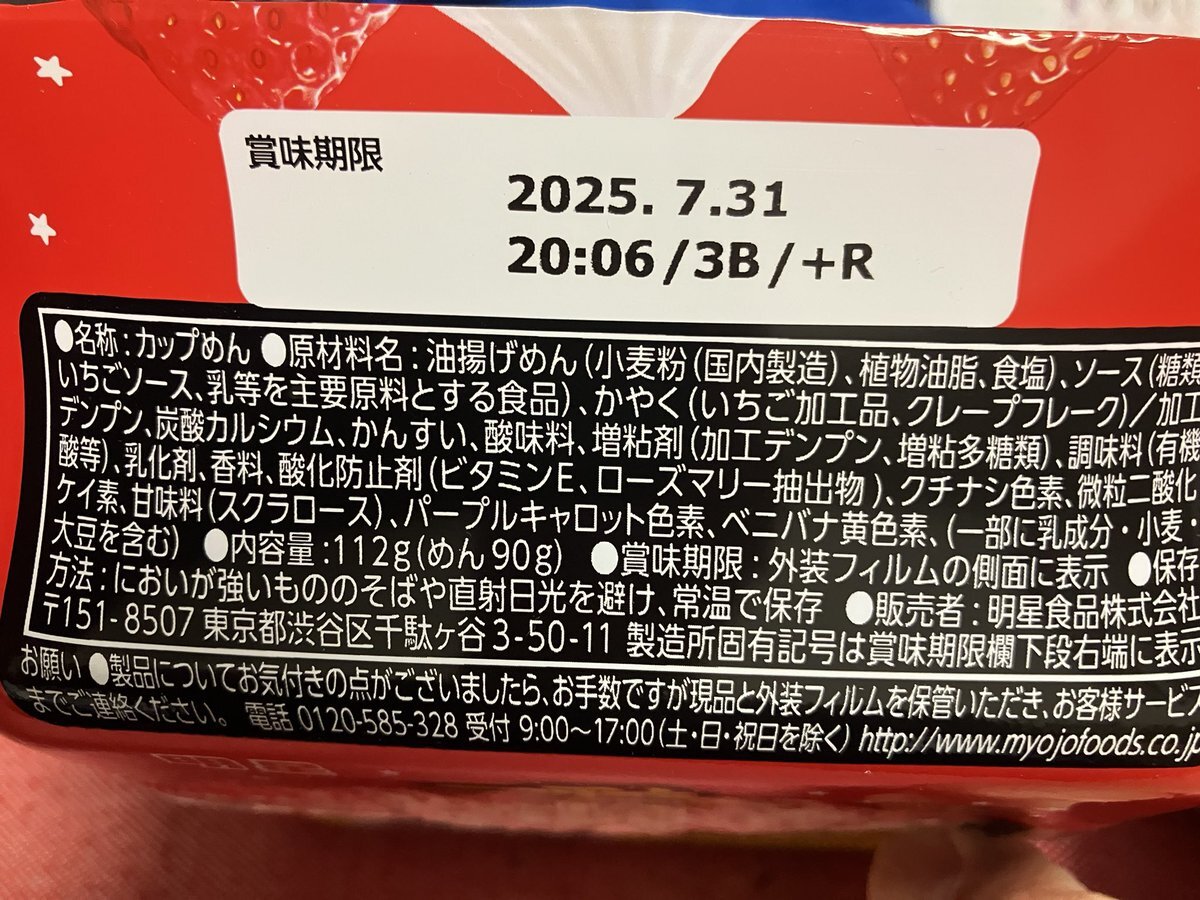 賞味期限
2025. 7.31
20:06/3B/+R
●名称:カップめん ●原材料名:油揚げめん(小麦粉(国内製造)、植物油脂、食塩)、ソース(糖類
いちごソース、乳等を主要原料とする食品)、かやく(いちご加工品、クレープフレーク)/加工
デンプン、炭酸カルシウム、かんすい、酸味料、増粘剤(加工デンプン、増粘多糖類)、調味料(有機
酸等)、乳化剤、香料、酸化防止剤(ビタミンE、ローズマリー抽出物)、クチナシ色素、微粒二酸化
ケイ素、甘味料(スクラロース)、パープルキャロット色素、ベニバナ黄色素、(一部に乳成分・小麦・
大豆を含む) ●内容量:112g(めん90g) ●賞味期限:外装フィルムの側面に表示 ●保存
方法:においが強いもののそばや直射日光を避け、常温で保存 ●販売者:明星食品株式会社
〒151-8507 東京都渋谷区千駄ヶ谷3-50-11 製造所固有記号は賞味期限欄下段右端に表示
お願い ●製品についてお気付きの点がございましたら、お手数ですが現品と外装フィルムを保管いただき、お客様サービス
までご連絡ください。 電話 0120-585-328 受付 9:00~17:00(土・日・祝日を除く) http://www.myojofoods.co.jp